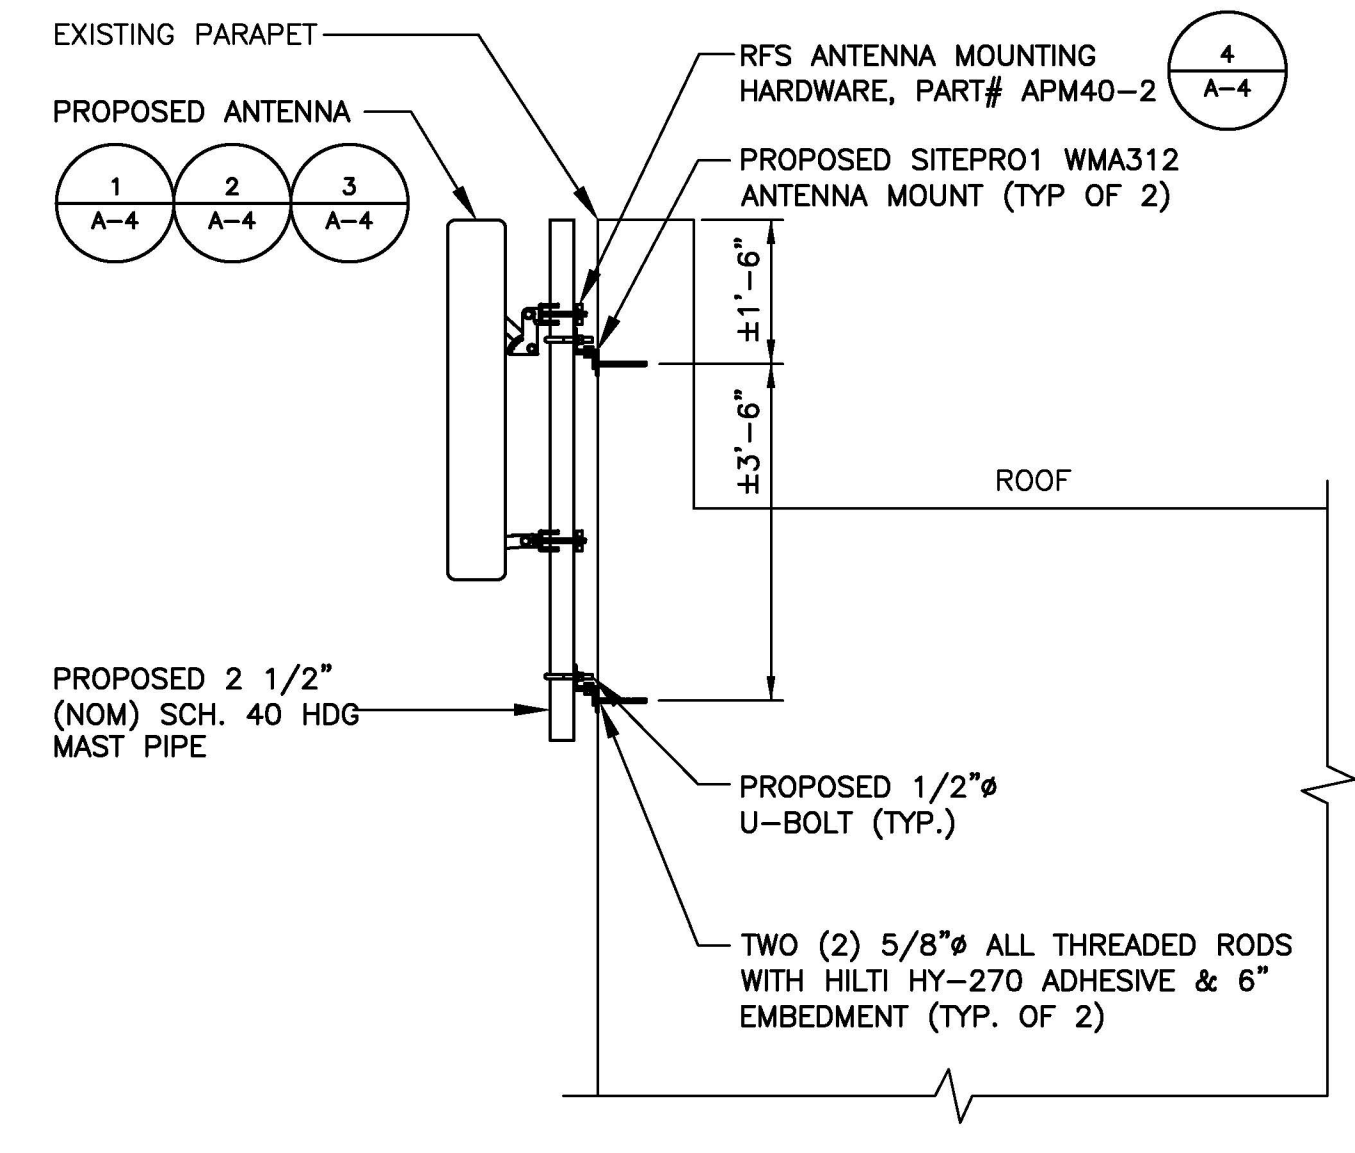 EXISTING PARAPET
PROPOSED ANTENNA
1
A-4
2
A-4
3
A-4
RFS ANTENNA MOUNTING
HARDWARE, PART# APM40-2
4
A-4
PROPOSED SITEPRO1 WMA312
ANTENNA MOUNT (TYP OF 2)
±1'-6"
±3'-6"
ROOF
PROPOSED 2 1/2"
(NOM) SCH. 40 HDG
MAST PIPE
PROPOSED 1/2"ø
U-BOLT (TYP.)
TWO (2) 5/8"ø ALL THREADED RODS
WITH HILTI HY-270 ADHESIVE & 6"
EMBEDMENT (TYP. OF 2)